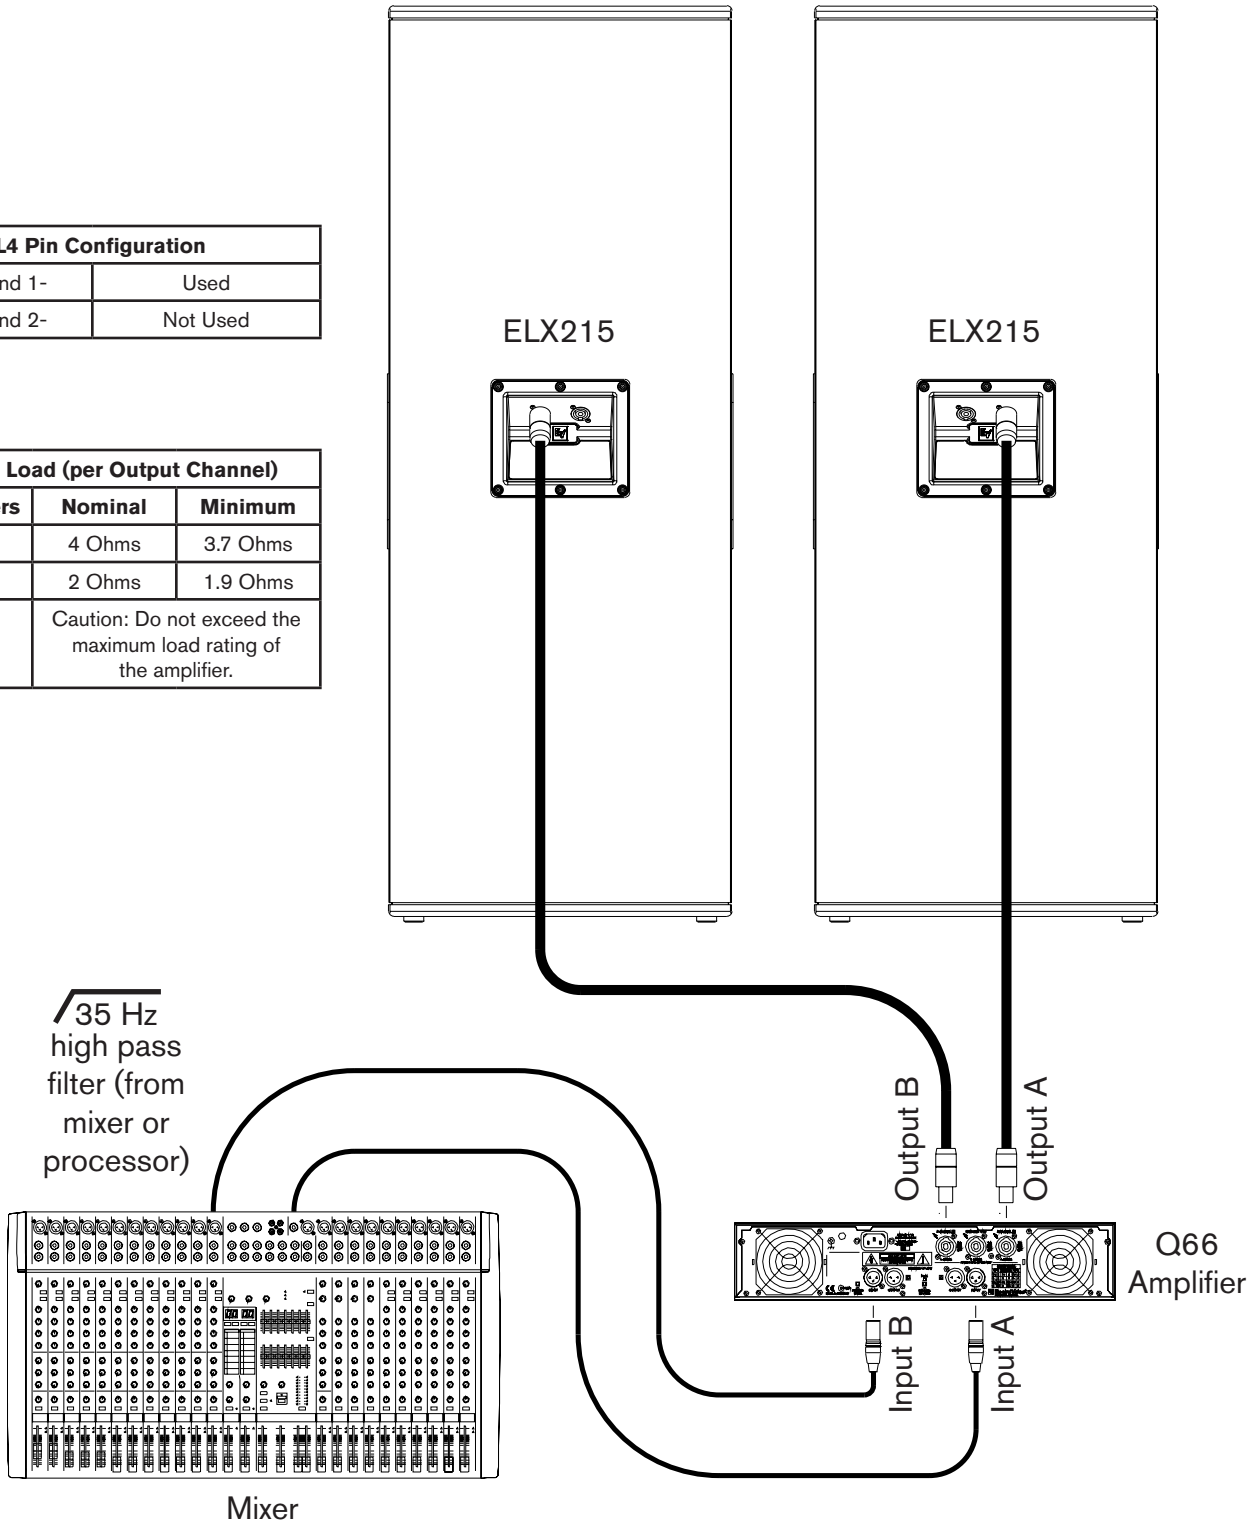 L4 Pin Configuration
nd 1- Used
nd 2- Not Used
Load (per Output Channel)
rs Nominal Minimum
4 Ohms 3.7 Ohms
2 Ohms 1.9 Ohms
Caution: Do not exceed the
maximum load rating of
the amplifier.
ELX215
ELX215
35 Hz
high pass
filter (from
mixer or
processor)
Output B
Output A
Q66
Amplifier
Input B
Input A
Mixer